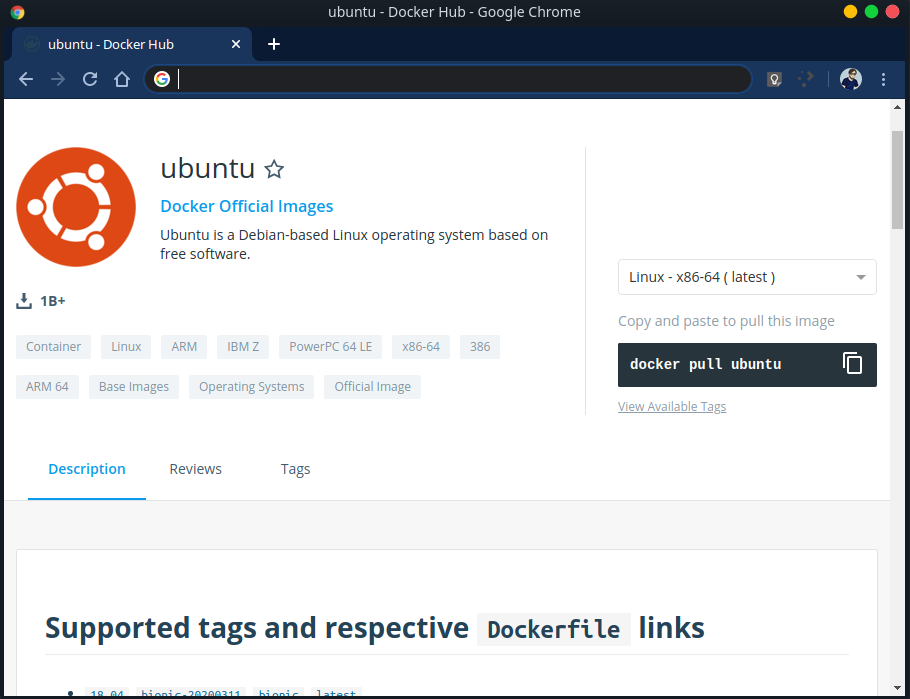 ubuntu - Docker Hub - Google Chrome
ubuntu - Docker Hub
ubuntu
Docker Official Images
Ubuntu is a Debian-based Linux operating system based on
free software.
1B+
Container Linux ARM IBM Z PowerPC 64 LE x86-64 386
ARM 64 Base Images Operating Systems Official Image
Linux - x86-64 ( latest )
Copy and paste to pull this image
docker pull ubuntu
View Available Tags
Description Reviews Tags
Supported tags and respective Dockerfile links
18.04 bionic-20200311 bionic latest